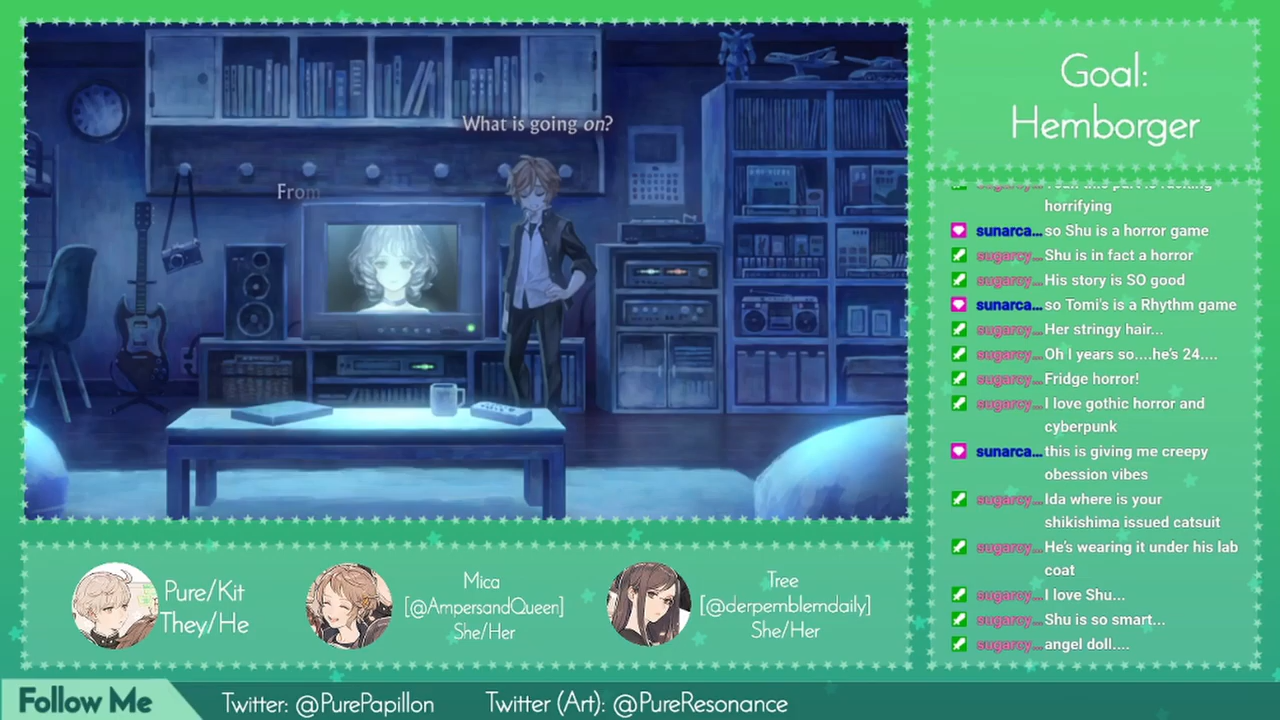 What is going on?
From
Goal:
Hemborger
horrifying
sunarca... so Shu is a horror game
sugarcy... Shu is in fact a horror
sugarcy... His story is SO good
sunarca... so Tomi's is a Rhythm game
sugarcy... Her stringy hair...
sugarcy... Oh I years so....he's 24....
sugarcy... Fridge horror!
sugarcy... I love gothic horror and
cyberpunk
sunarca... this is giving me creepy
obession vibes
sugarcy... Ida where is your
shikishima issued catsuit
sugarcy... He's wearing it under his lab
coat
sugarcy... I love Shu...
sugarcy... Shu is so smart...
sugarcy... angel doll....
Pure/Kit
They/He
Mica
[@AmpersandQueen]
She/Her
Tree
[@derpemblemdaily]
She/Her
Follow Me
Twitter: @PurePapillon
Twitter (Art): @PureResonance